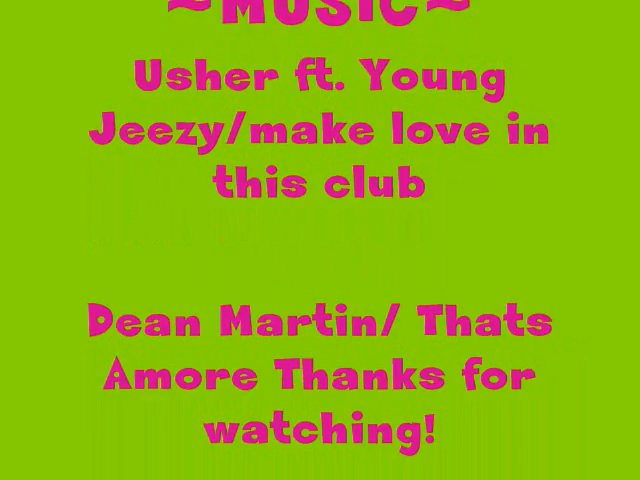 ~MUSIC~
Usher ft. Young
Jeezy/make love in
this club
Dean Martin/ Thats
Amore Thanks for
watching!